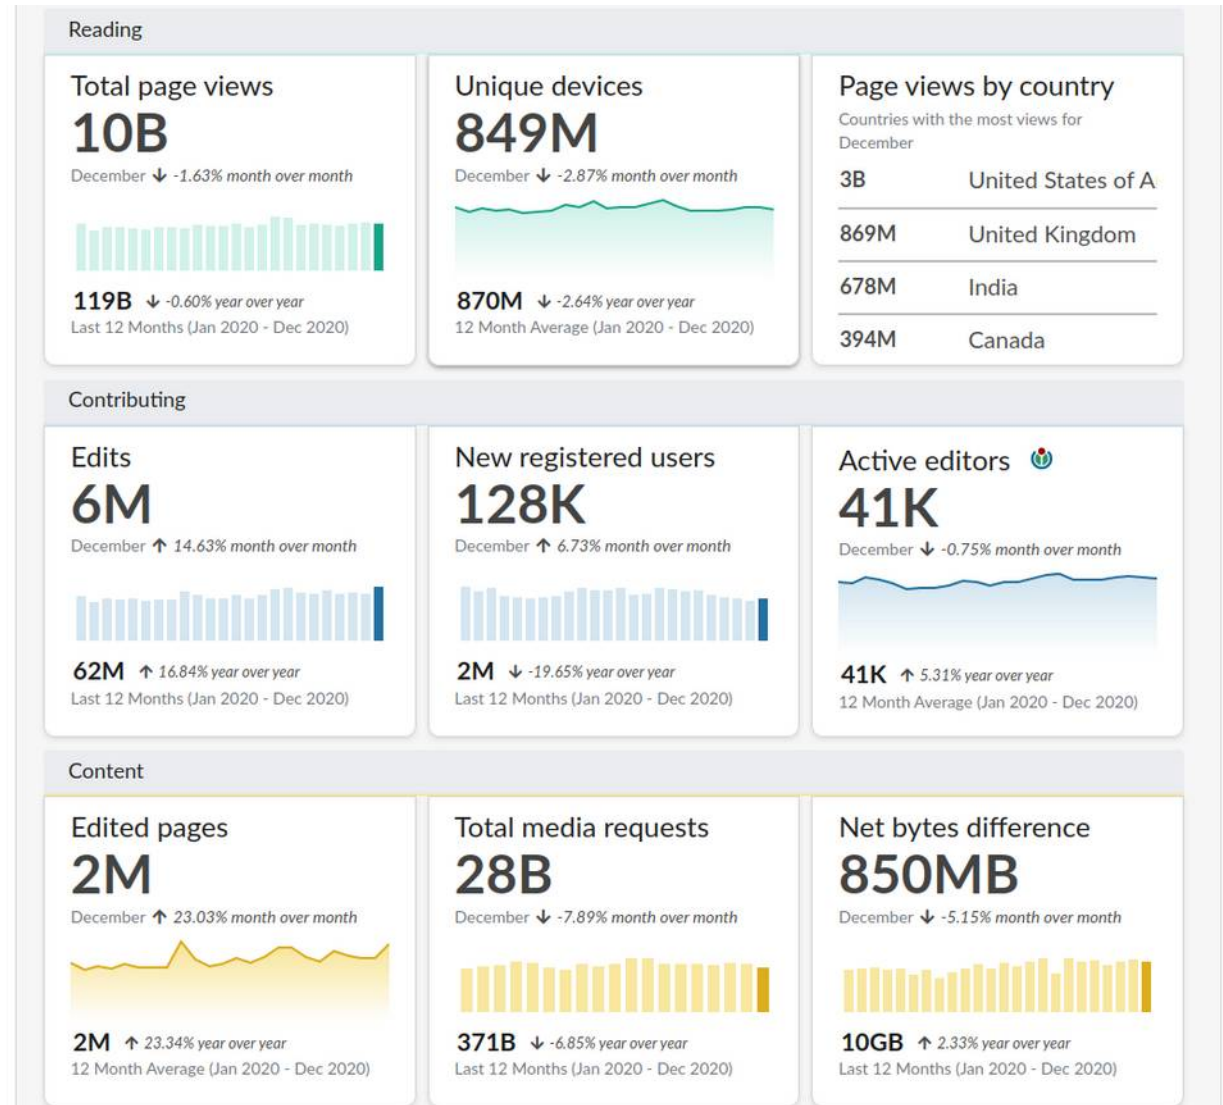 Reading
Total page views
10B
December ↓ -1.63% month over month
119B ↓ -0.60% year over year
Last 12 Months (Jan 2020 - Dec 2020)
Unique devices
849M
December ↓ -2.87% month over month
870M ↓ -2.64% year over year
12 Month Average (Jan 2020 - Dec 2020)
Page views by country
Countries with the most views for
December
3B United States of A
869M United Kingdom
678M India
394M Canada
Contributing
Edits
6M
December ↑ 14.63% month over month
62M ↑ 16.84% year over year
Last 12 Months (Jan 2020 - Dec 2020)
New registered users
128K
December ↑ 6.73% month over month
2M ↓ -19.65% year over year
Last 12 Months (Jan 2020 - Dec 2020)
Active editors
41K
December ↓ -0.75% month over month
41K ↑ 5.31% year over year
12 Month Average (Jan 2020 - Dec 2020)
Content
Edited pages
2M
December ↑ 23.03% month over month
2M ↑ 23.34% year over year
12 Month Average (Jan 2020 - Dec 2020)
Total media requests
28B
December ↓ -7.89% month over month
371B ↓ -6.85% year over year
Last 12 Months (Jan 2020 - Dec 2020)
Net bytes difference
850MB
December ↓ -5.15% month over month
10GB ↑ 2.33% year over year
Last 12 Months (Jan 2020 - Dec 2020)